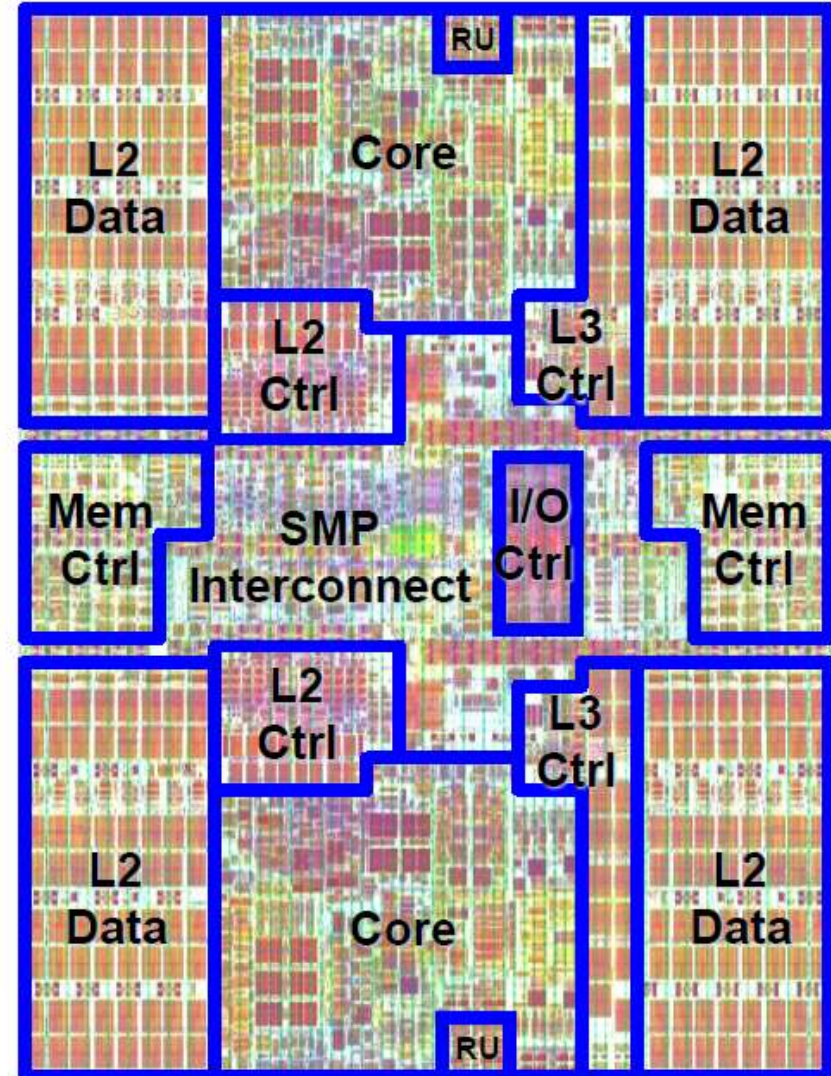 RU
L2
Data
Core
L2
Data
L2
Ctrl
L3
Ctrl
Mem
Ctrl
SMP
Interconnect
I/O
Ctrl
Mem
Ctrl
L2
Ctrl
L3
Ctrl
L2
Data
Core
L2
Data
RU